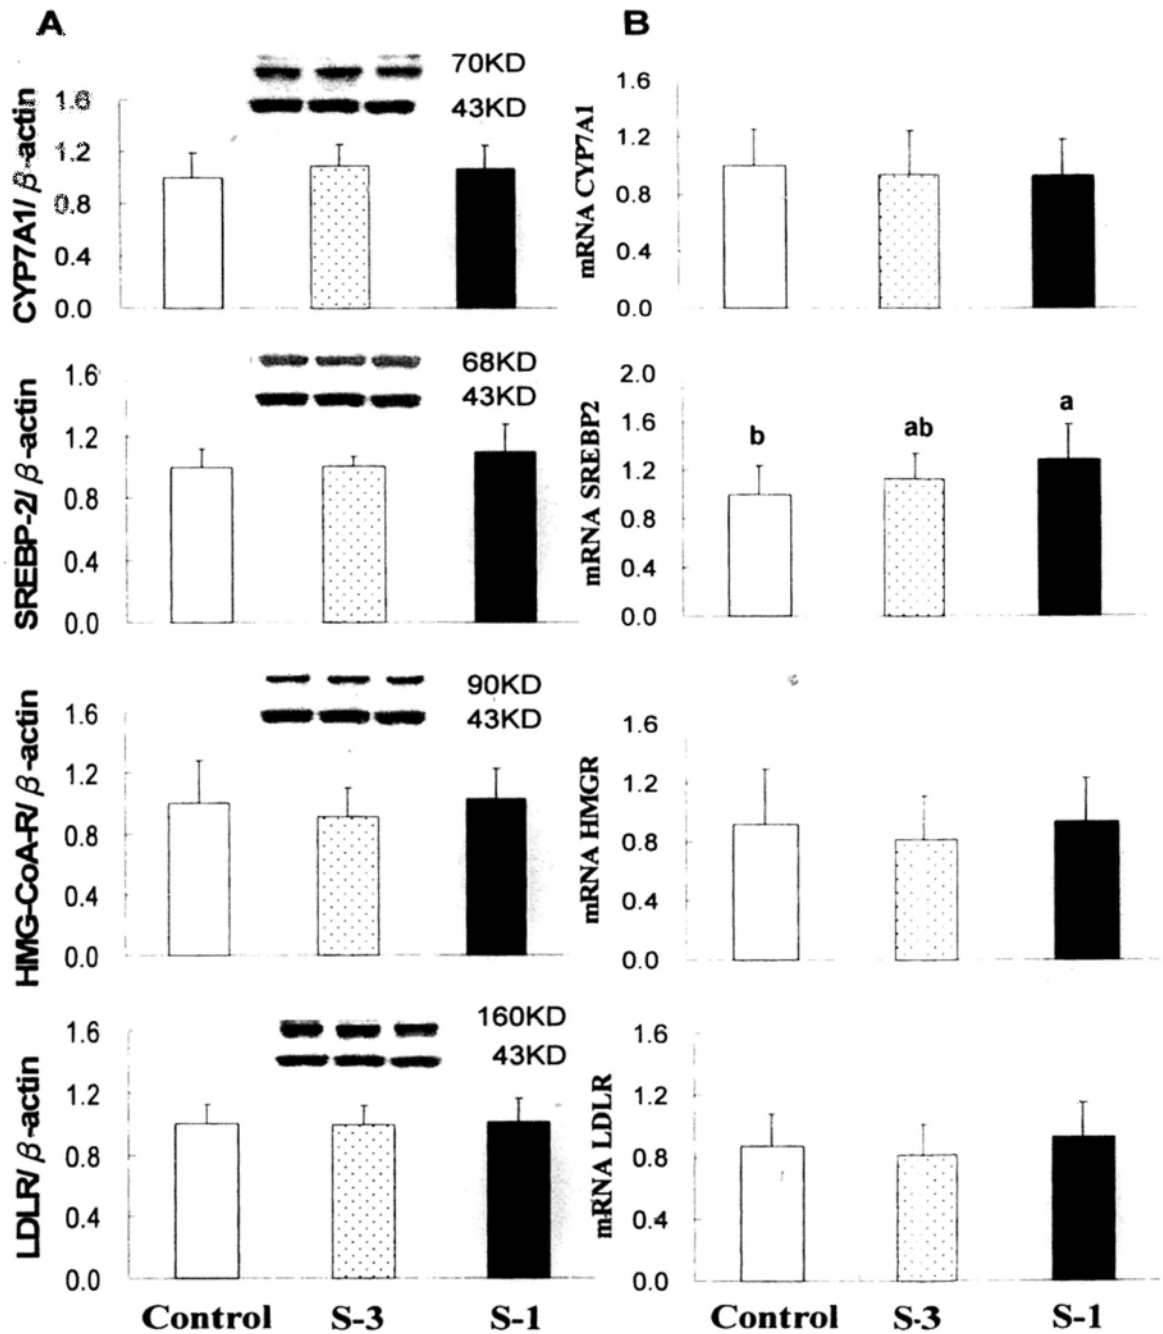 A
B
70KD
43KD
CYP7A1/ β-actin
1.6
1.2
0.8
0.4
0.0
mRNA CYP7A1
1.6
1.2
0.8
0.4
0.0
68KD
43KD
SREBP-2/ β-actin
1.6
1.2
0.8
0.4
0.0
mRNA SREBP2
2.0
1.6
1.2
0.8
0.4
0.0
b
ab
a
90KD
43KD
HMG-CoA-R/ β-actin
1.6
1.2
0.8
0.4
0.0
mRNA HMGR
1.6
1.2
0.8
0.4
0.0
160KD
43KD
LDLR/ β-actin
1.6
1.2
0.8
0.4
0.0
mRNA LDLR
1.6
1.2
0.8
0.4
0.0
Control S-3 S-1
Control S-3 S-1